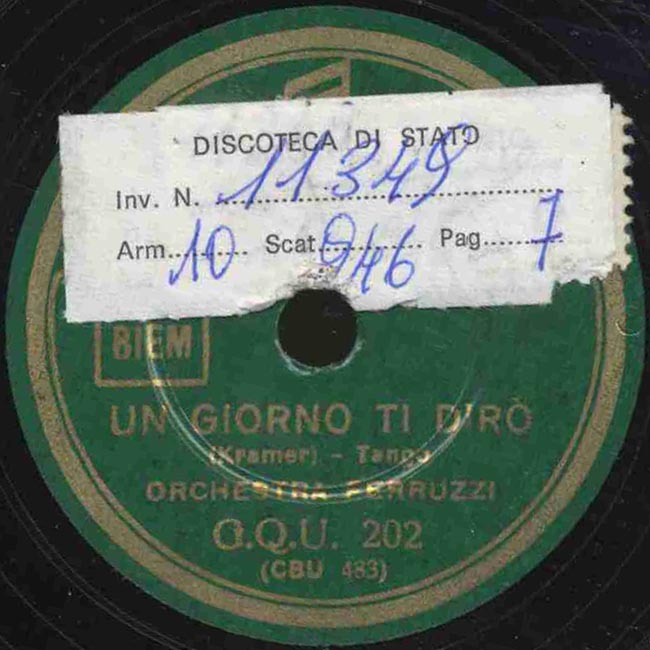 DISCOTECA DI STATO
Inv. N. 11349
Arm. 10 Scat. 946 Pag. 7
BIEM
UN GIORNO TI DIRÒ
(Kramer) - Tango
ORCHESTRA FERRUZZI
G.Q.U. 202
(CBU 483)